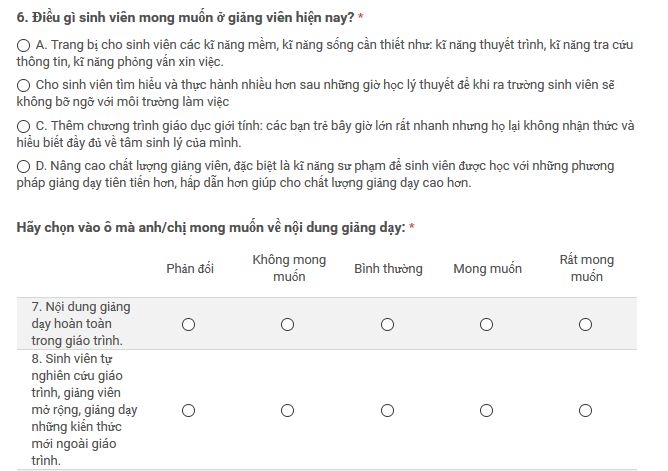 6. Điều gì sinh viên mong muốn ở giảng viên hiện nay? *
A. Trang bị cho sinh viên các kĩ năng mềm, kĩ năng sống cần thiết như: kĩ năng thuyết trình, kĩ năng tra cứu
thông tin, kĩ năng phỏng vấn xin việc.
Cho sinh viên tìm hiểu và thực hành nhiều hơn sau những giờ học lý thuyết để khi ra trường sinh viên sẽ
không bỡ ngỡ với môi trường làm việc
C. Thêm chương trình giáo dục giới tính: các bạn trẻ bây giờ lớn rất nhanh nhưng họ lại không nhận thức và
hiểu biết đầy đủ về tâm sinh lý của mình.
D. Nâng cao chất lượng giảng viên, đặc biệt là kĩ năng sư phạm để sinh viên được học với những phương
pháp giảng dạy tiên tiến hơn, hấp dẫn hơn giúp cho chất lượng giảng dạy cao hơn.
Hãy chọn vào ô mà anh/chị mong muốn về nội dung giảng dạy: *
Phản đối
Không mong
muốn
Bình thường
Mong muốn
Rất mong
muốn
7. Nội dung giảng
dạy hoàn toàn
trong giáo trình.
8. Sinh viên tự
nghiên cứu giáo
trình, giảng viên
mở rộng, giảng dạy
những kiến thức
mới ngoài giáo
trình.